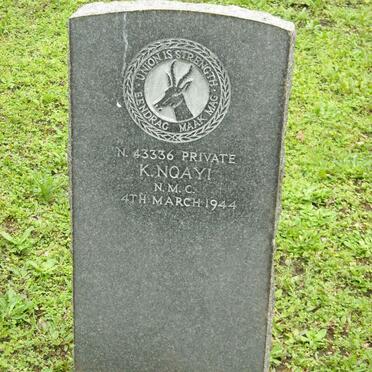 UNION IS STRENGTH
EENDRAG MAAK MAG
N. 43336 PRIVATE
K. NQAYI
N.M.C.
4TH MARCH 1944